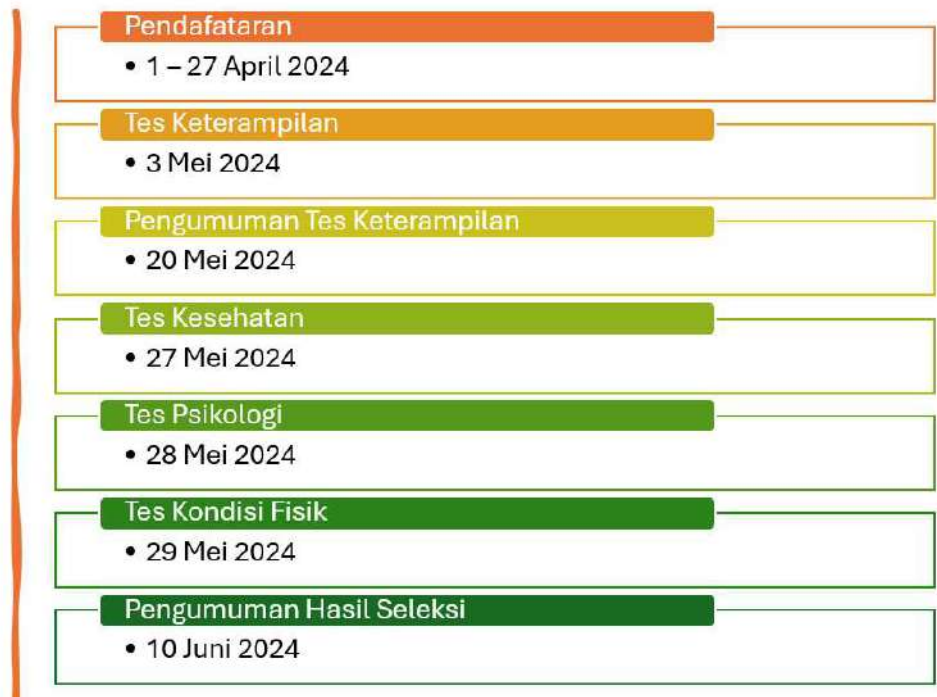 Pendafataran
• 1 – 27 April 2024
Tes Keterampilan
• 3 Mei 2024
Pengumuman Tes Keterampilan
• 20 Mei 2024
Tes Kesehatan
• 27 Mei 2024
Tes Psikologi
• 28 Mei 2024
Tes Kondisi Fisik
• 29 Mei 2024
Pengumuman Hasil Seleksi
• 10 Juni 2024